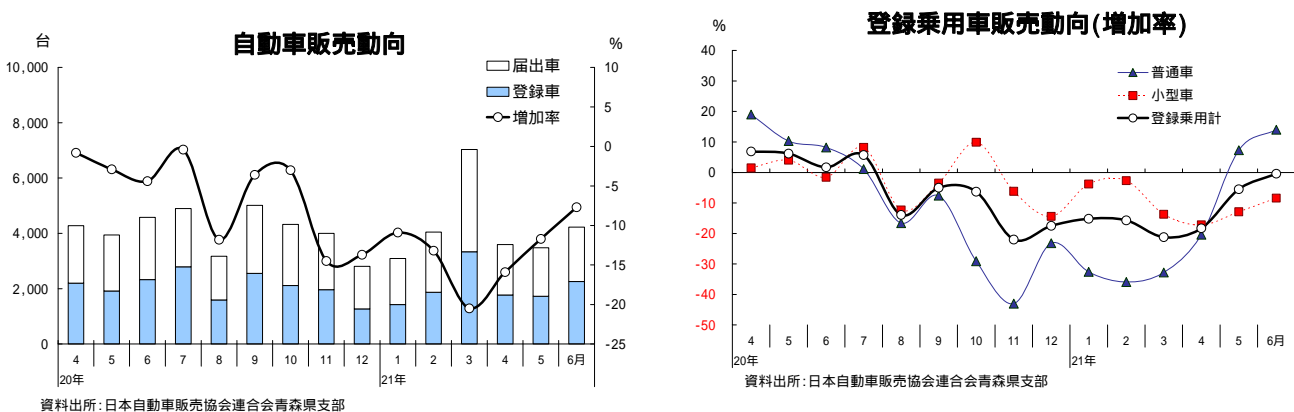 自動車販売動向
台
%
届出車
登録車
増加率
10,000
8,000
6,000
4,000
2,000
0
10
5
0
-5
-10
-15
-20
-25
4 5 6 7 8 9 10 11 12 1 2 3 4 5 6月
20年 21年
資料出所:日本自動車販売協会連合会青森県支部
登録乗用車販売動向(増加率)
%
普通車
小型車
登録乗用計
40
30
20
10
0
-10
-20
-30
-40
-50
4 5 6 7 8 9 10 11 12 1 2 3 4 5 6月
20年 21年
資料出所:日本自動車販売協会連合会青森県支部